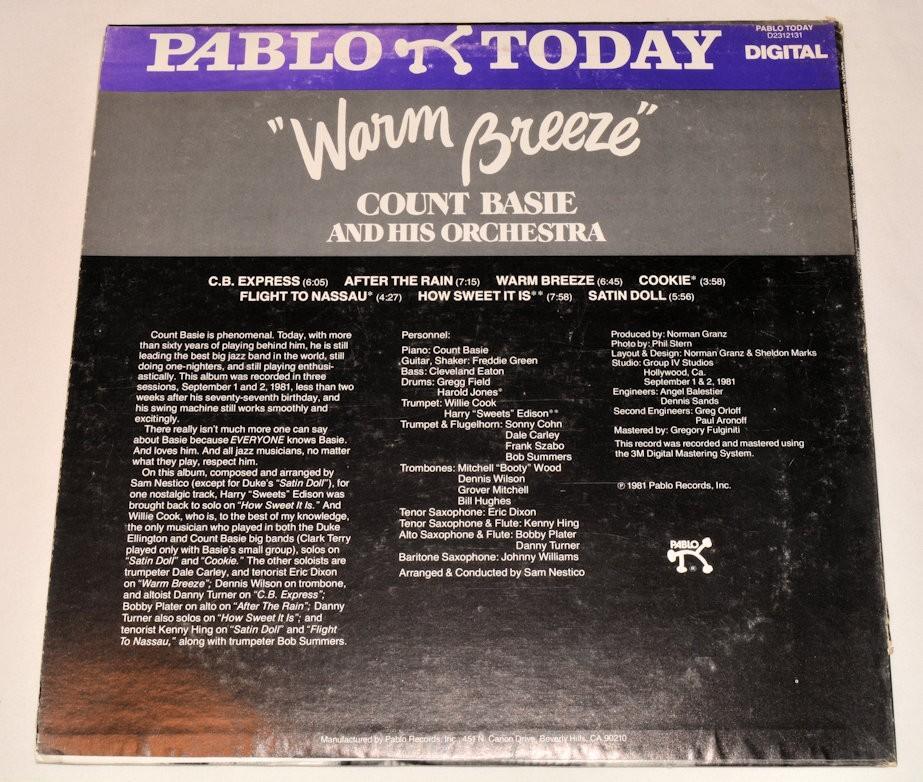 PABLO TODAY
PABLO TODAY
D2312131
DIGITAL
"Warm Breeze"
COUNT BASIE
AND HIS ORCHESTRA
C.B. EXPRESS (6:05) AFTER THE RAIN (7:15) WARM BREEZE (6:45) COOKIE* (3:58)
FLIGHT TO NASSAU* (4:27) HOW SWEET IT IS** (7:58) SATIN DOLL (5:56)
Count Basie is phenomenal. Today, with more
than sixty years of playing behind him, he is still
leading the best big jazz band in the world, still
doing one-nighters, and still playing enthusi-
astically. This album was recorded in three
sessions, September 1 and 2, 1981, less than two
weeks after his seventy-seventh birthday, and
his swing machine still works smoothly and
excitingly.
There really isn't much more one can say
about Basie because EVERYONE knows Basie.
And loves him. And all jazz musicians, no matter
what they play, respect him.
On this album, composed and arranged by
Sam Nestico (except for Duke's "Satin Doll"), for
one nostalgic track, Harry "Sweets" Edison was
brought back to solo on "How Sweet It Is." And
Willie Cook, who is, to the best of my knowledge,
the only musician who played in both the Duke
Ellington and Count Basie big bands (Clark Terry
played only with Basie's small group), solos on
"Satin Doll" and "Cookie." The other soloists are
trumpeter Dale Carley, and tenorist Eric Dixon
on "Warm Breeze"; Dennis Wilson on trombone,
and altoist Danny Turner on "C.B. Express";
Bobby Plater on alto on "After The Rain"; Danny
Turner also solos on "How Sweet It Is"; and
tenorist Kenny Hing on "Satin Doll" and "Flight
To Nassau," along with trumpeter Bob Summers.
Personnel:
Piano: Count Basie
Guitar, Shaker: Freddie Green
Bass: Cleveland Eaton
Drums: Gregg Field
Harold Jones*
Trumpet: Willie Cook
Harry "Sweets" Edison**
Trumpet & Flugelhorn: Sonny Cohn
Dale Carley
Frank Szabo
Bob Summers
Trombones: Mitchell "Booty" Wood
Dennis Wilson
Grover Mitchell
Bill Hughes
Tenor Saxophone: Eric Dixon
Tenor Saxophone & Flute: Kenny Hing
Alto Saxophone & Flute: Bobby Plater
Danny Turner
Baritone Saxophone: Johnny Williams
Arranged & Conducted by Sam Nestico
Produced by: Norman Granz
Photo by: Phil Stern
Layout & Design: Norman Granz & Sheldon Marks
Studio: Group IV Studios
Hollywood, Ca.
September 1 & 2, 1981
Engineers: Angel Balestier
Dennis Sands
Second Engineers: Greg Orloff
Paul Aronoff
Mastered by: Gregory Fulginiti
This record was recorded and mastered using
the 3M Digital Mastering System.
℗ 1981 Pablo Records, Inc.
PABLO
Manufactured by Pablo Records, Inc., 451 N. Canon Drive, Beverly Hills, CA 90210